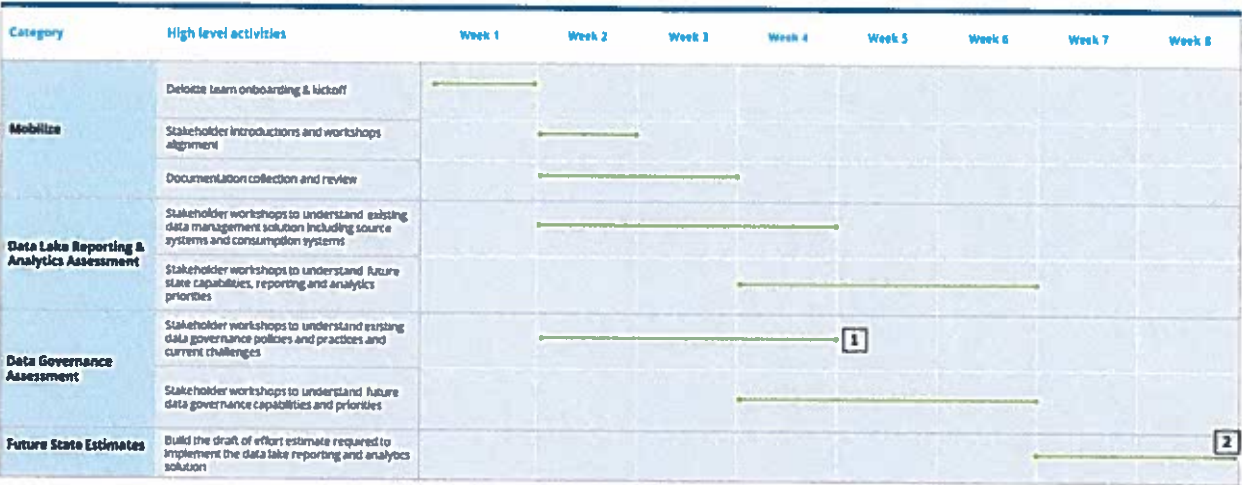 Category High level activities Week 1 Week 2 Week 3 Week 4 Week 5 Week 6 Week 7 Week 8
Mobilize
Deloitte team onboarding & kickoff
Stakeholder introductions and workshops
alignment
Documentation collection and review
Data Lake Reporting &
Analytics Assessment
Stakeholder workshops to understand existing
data management solution including source
systems and consumption systems
Stakeholder workshops to understand future
state capabilities, reporting and analytics
priorities
Data Governance
Assessment
Stakeholder workshops to understand existing
data governance policies and practices and
current challenges
1
Stakeholder workshops to understand future
data governance capabilities and priorities
Future State Estimates
Build the draft of effort estimate required to
implement the data lake reporting and analytics
solution
2